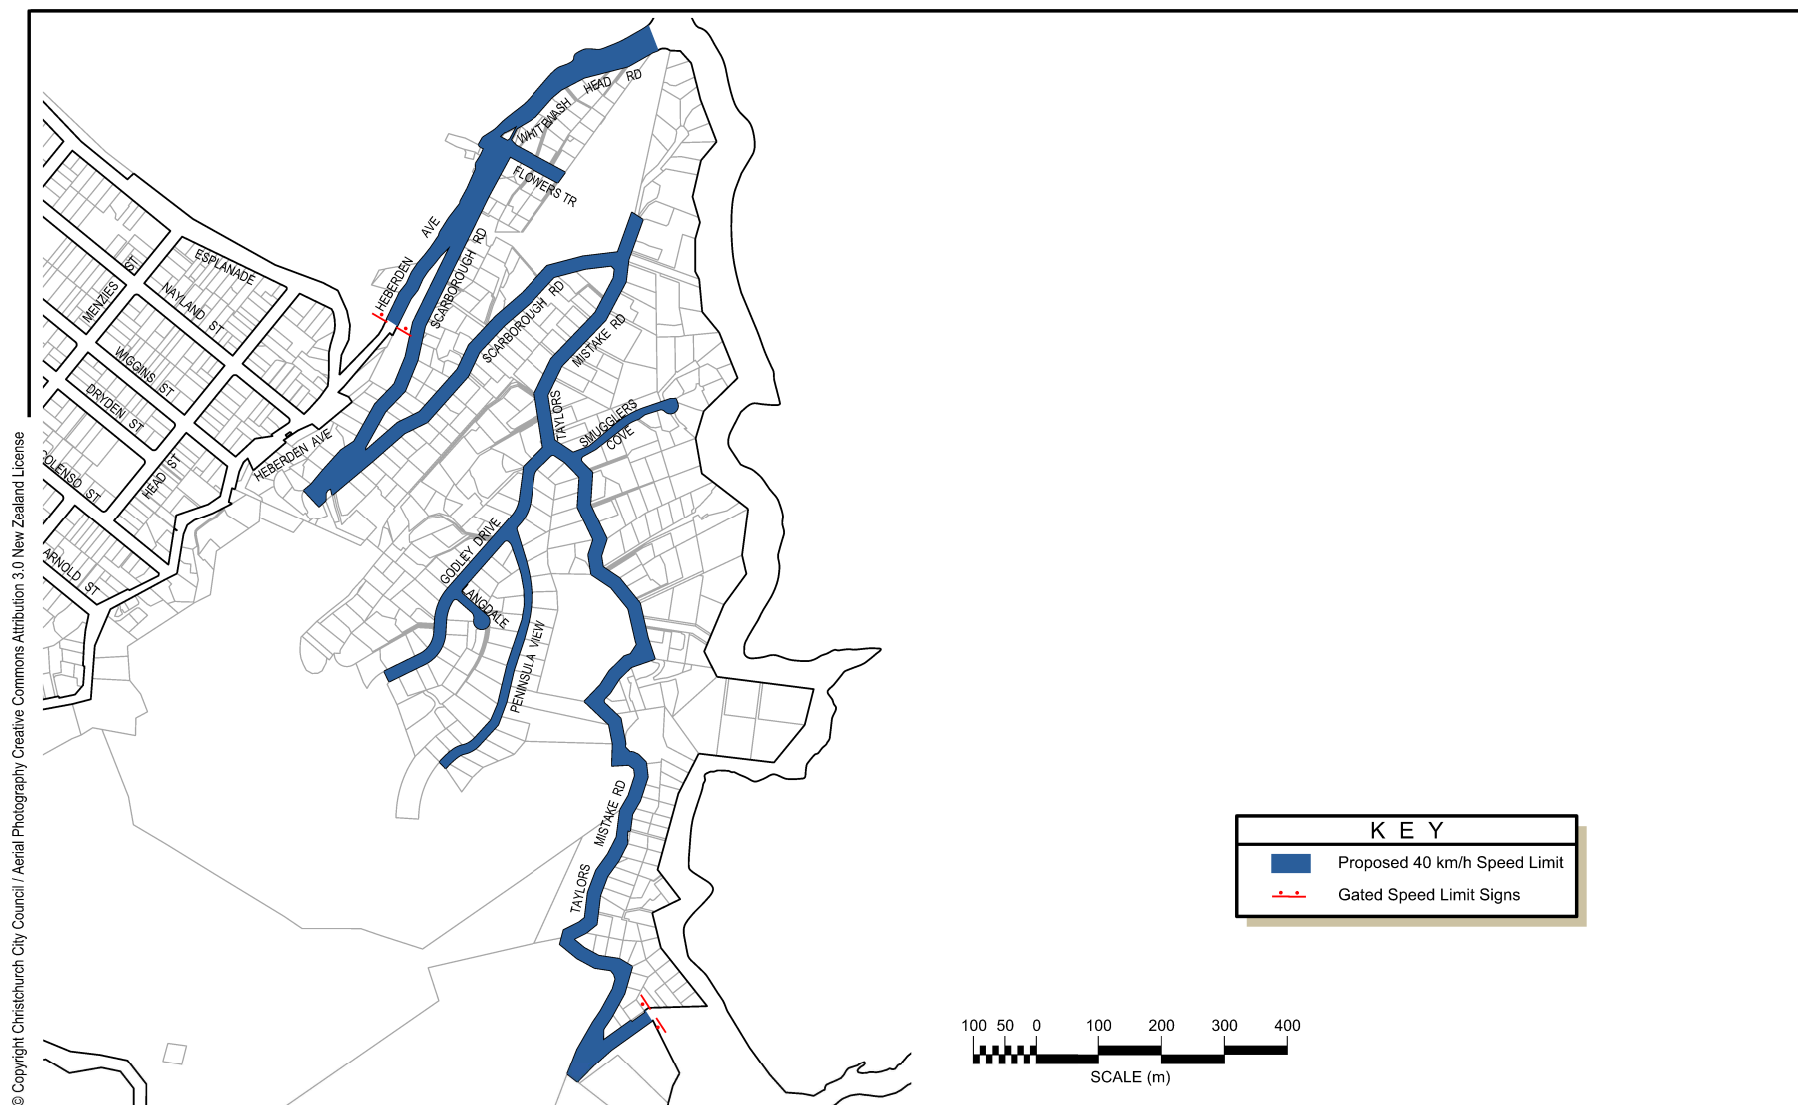 WHITEWASH HEAD RD
FLOWERS TR
HEBERDEN AVE
SCARBOROUGH RD
ESPLANADE
MENZIES ST
NAYLAND ST
SCARBOROUGH RD
TAYLORS MISTAKE RD
WIGGINS ST
DRYDEN ST
SMUGGLERS
COVE
HEBERDEN AVE
HEAD ST
OLENSO ST
GODLEY DRIVE
ARNOLD ST
LANGDALE
PENINSULA VIEW
TAYLORS MISTAKE RD
© Copyright Christchurch City Council / Aerial Photography Creative Commons Attribution 3.0 New Zealand License
K E Y
Proposed 40 km/h Speed Limit
Gated Speed Limit Signs
100 50 0 100 200 300 400
SCALE (m)